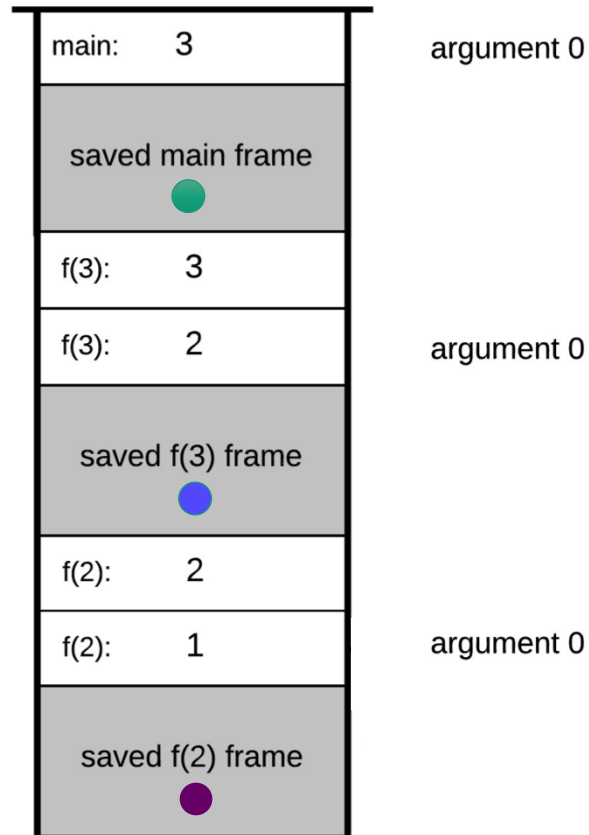 main: 3 argument 0
saved main frame
f(3): 3
f(3): 2 argument 0
saved f(3) frame
f(2): 2
f(2): 1 argument 0
saved f(2) frame